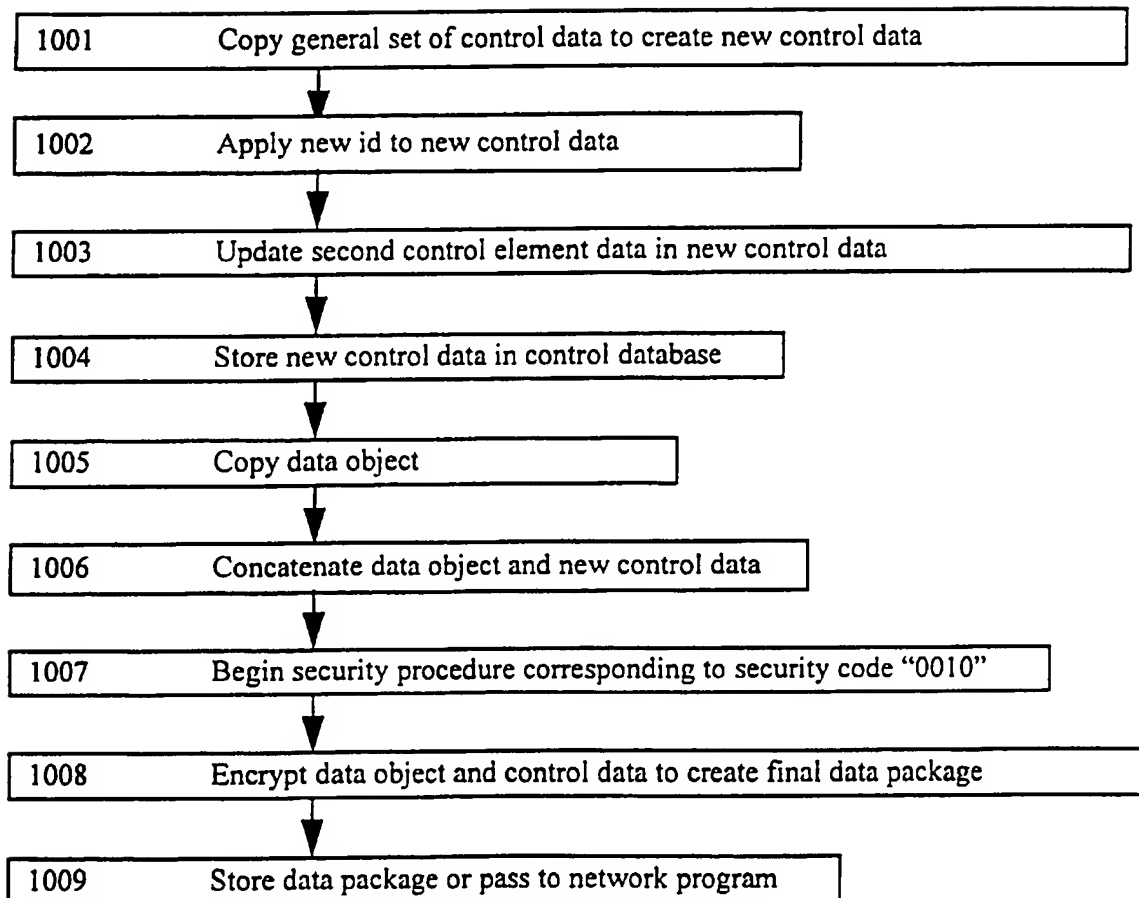 1001 Copy general set of control data to create new control data
1002 Apply new id to new control data
1003 Update second control element data in new control data
1004 Store new control data in control database
1005 Copy data object
1006 Concatenate data object and new control data
1007 Begin security procedure corresponding to security code “0010”
1008 Encrypt data object and control data to create final data package
1009 Store data package or pass to network program